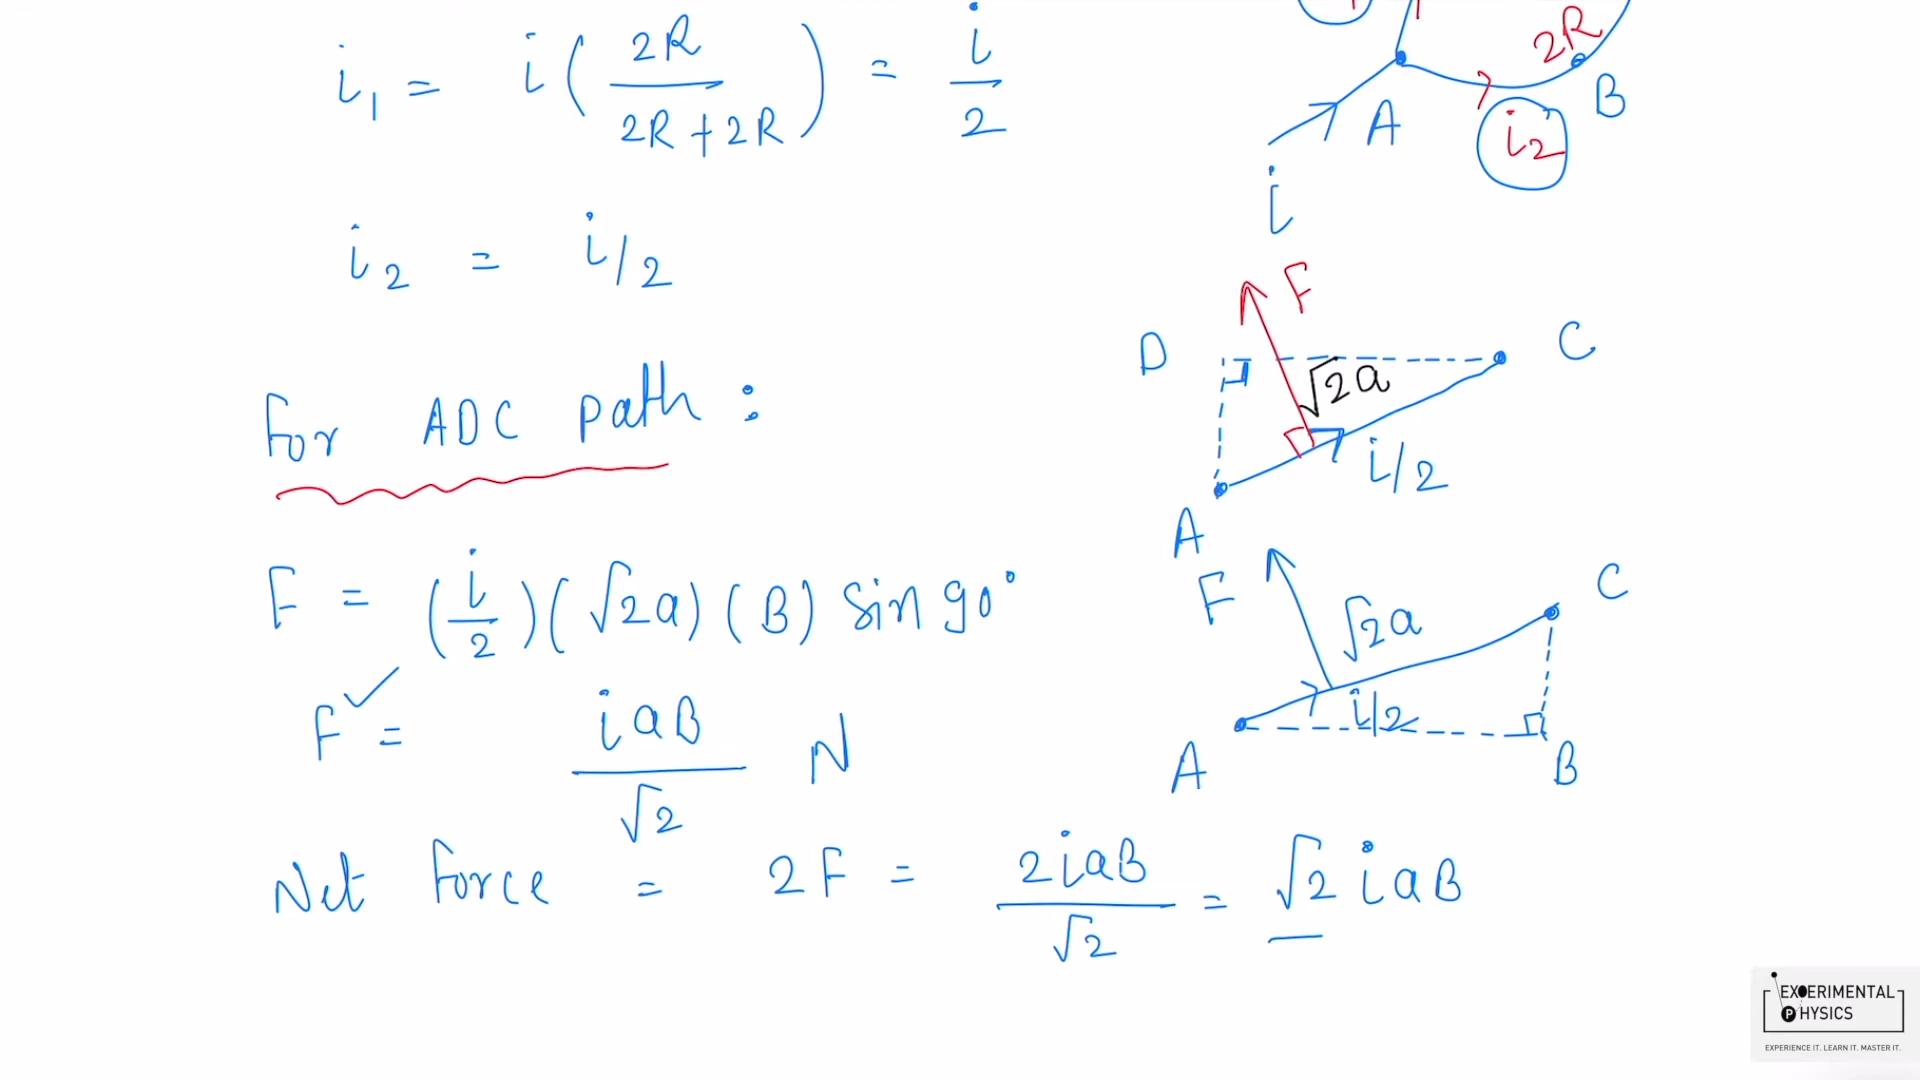 i₁ = i ( 2R / 2R + 2R ) = i / 2
2R
B
A
i₂
i
i₂ = i/2
F
D
C
√2a
i/2
A
For ADC path :
F = (i/2) (√2a) (B) Sin 90°
F
C
√2a
i/2
A
B
F = iaB / √2 N
Net Force = 2F = 2iaB / √2 = √2 iaB
EXPERIMENTAL
PHYSICS
EXPERIENCE IT. LEARN IT. MASTER IT.